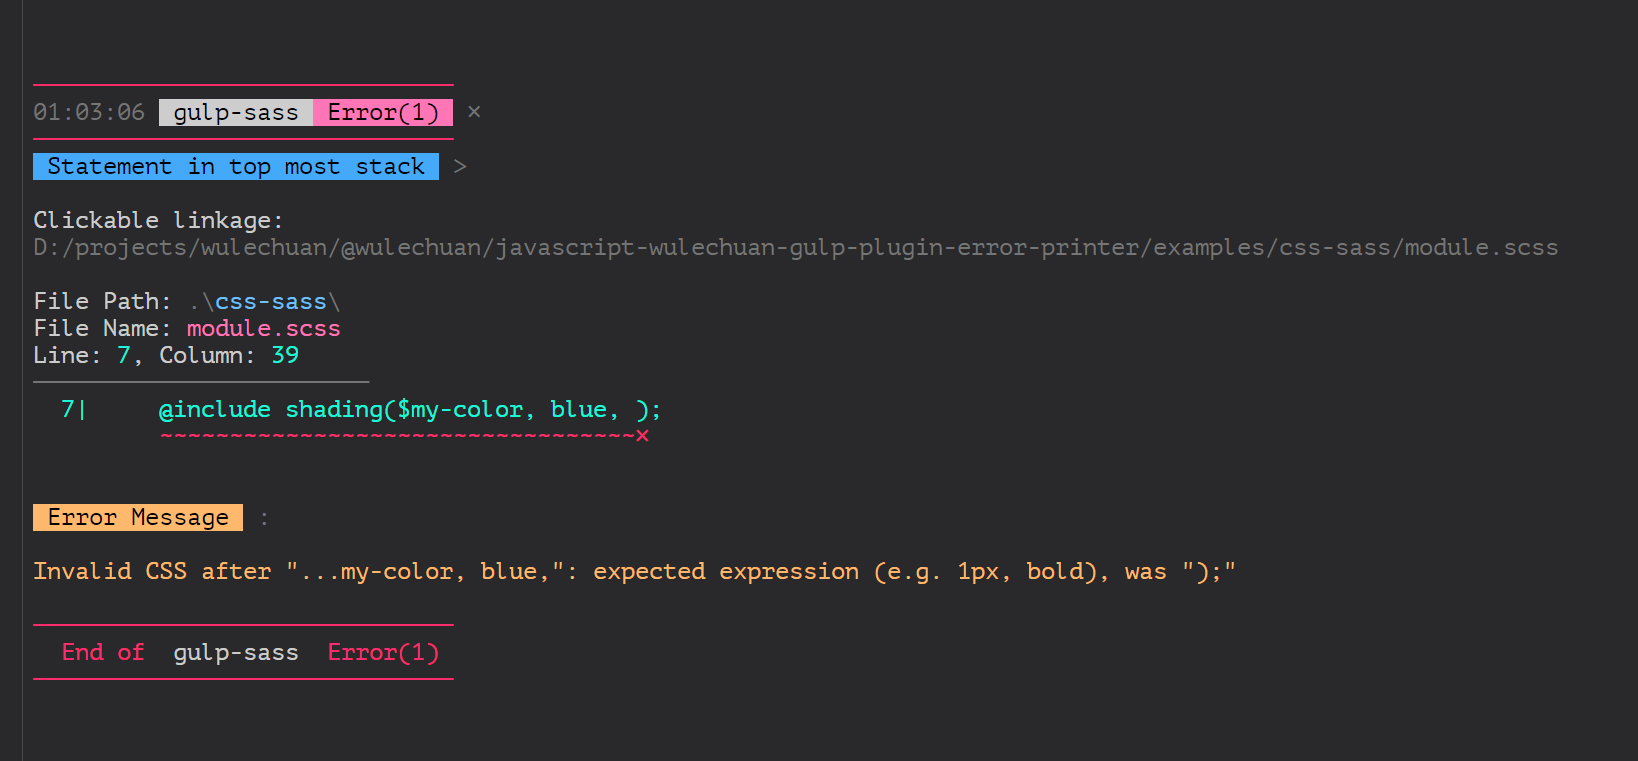 01:03:06 gulp-sass Error(1) ×
Statement in top most stack >
Clickable linkage:
D:/projects/wulechuan/@wulechuan/javascript-wulechuan-gulp-plugin-error-printer/examples/css-sass/module.scss
File Path: .\css-sass\
File Name: module.scss
Line: 7, Column: 39
7| @include shading($my-color, blue, );
~~~~~~~~~~~~~~~~~~~~~~~~~~~~~~~~~~×
Error Message :
Invalid CSS after "...my-color, blue,": expected expression (e.g. 1px, bold), was ");"
End of gulp-sass Error(1)